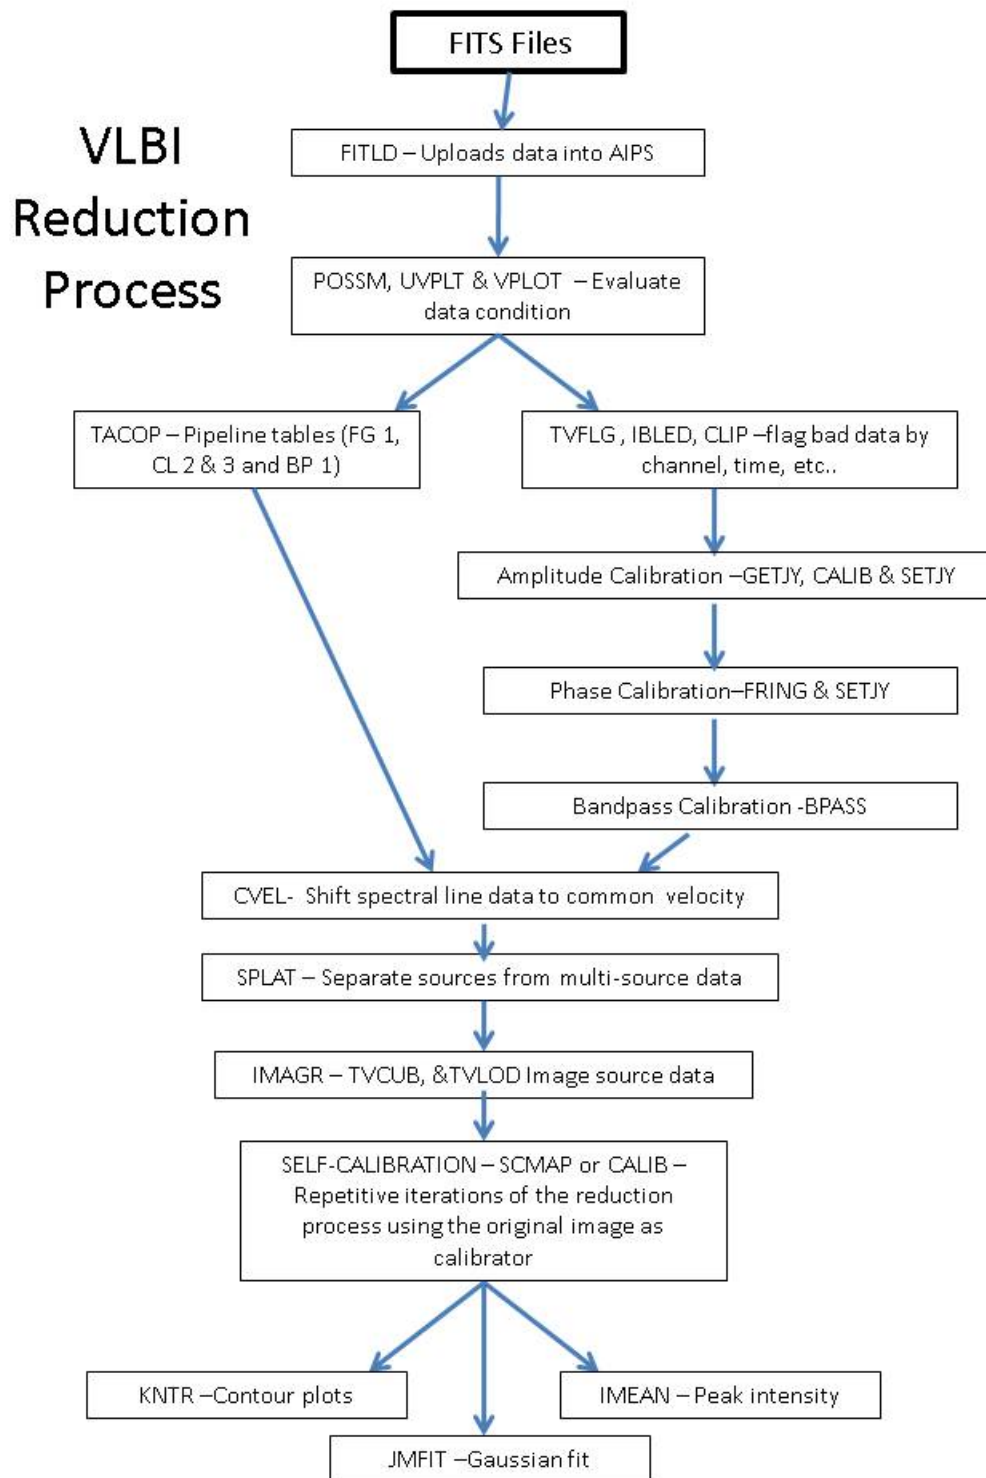 FITS Files
VLBI
Reduction
Process
FITLD – Uploads data into AIPS
POSSM, UVPLT & VPLOT – Evaluate
data condition
TACOP – Pipeline tables (FG 1,
CL 2 & 3 and BP 1)
TVFLG , IBLED, CLIP –flag bad data by
channel, time, etc..
Amplitude Calibration –GETJY, CALIB & SETJY
Phase Calibration–FRING & SETJY
Bandpass Calibration -BPASS
CVEL- Shift spectral line data to common velocity
SPLAT – Separate sources from multi-source data
IMAGR – TVCUB, &TVLOD Image source data
SELF-CALIBRATION – SCMAP or CALIB –
Repetitive iterations of the reduction
process using the original image as
calibrator
KNTR –Contour plots
IMEAN – Peak intensity
JMFIT –Gaussian fit